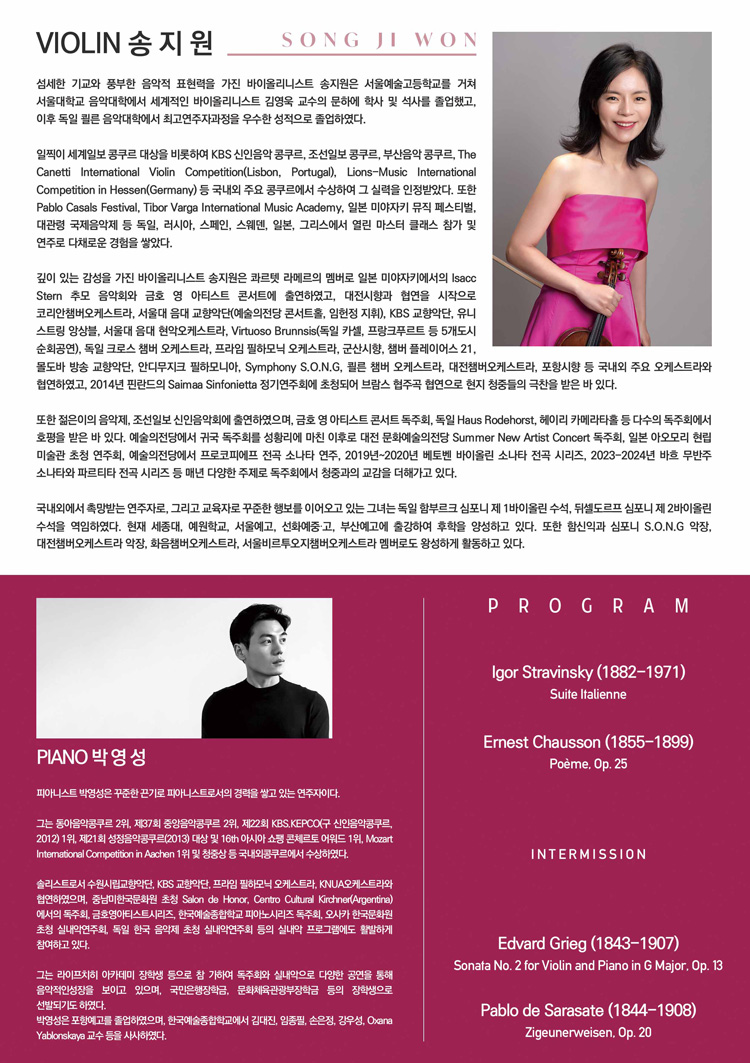 VIOLIN 송지원
SONG JI WON
섬세한 기교와 풍부한 음악적 표현력을 가진 바이올리니스트 송지원은 서울예술고등학교를 거쳐
서울대학교 음악대학에서 세계적인 바이올리니스트 김영욱 교수의 문하에 학사 및 석사를 졸업했고,
이후 독일 쾰른 음악대학에서 최고연주자과정을 우수한 성적으로 졸업하였다.
일찍이 세계일보 콩쿠르 대상을 비롯하여 KBS 신인음악 콩쿠르, 조선일보 콩쿠르, 부산음악 콩쿠르, The
Canetti International Violin Competition(Lisbon, Portugal), Lions-Music International
Competition in Hessen(Germany) 등 국내외 주요 콩쿠르에서 수상하여 그 실력을 인정받았다. 또한
Pablo Casals Festival, Tibor Varga International Music Academy, 일본 미야자키 뮤직 페스티벌,
대관령 국제음악제 등 독일, 러시아, 스페인, 스웨덴, 일본, 그리스에서 열린 마스터 클래스 참가 및
연주로 다채로운 경험을 쌓았다.
깊이 있는 감성을 가진 바이올리니스트 송지원은 콰르텟 라메르의 멤버로 일본 미야자키에서의 Isacc
Stern 추모 음악회와 금호 영 아티스트 콘서트에 출연하였고, 대전시향과 협연을 시작으로
코리안챔버오케스트라, 서울대 음대 교향악단(예술의전당 콘서트홀, 임헌정 지휘), KBS 교향악단, 유니
스트링 앙상블, 서울대 음대 현악오케스트라, Virtuoso Brunnsis(독일 카셀, 프랑크푸르트 등 5개도시
순회공연), 독일 크로스 챔버 오케스트라, 프라임 필하모닉 오케스트라, 군산시향, 챔버 플레이어스 21,
몰도바 방송 교향악단, 안디무지크 필하모니아, Symphony S.O.N.G, 쾰른 챔버 오케스트라, 대전챔버오케스트라, 포항시향 등 국내외 주요 오케스트라와
협연하였고, 2014년 핀란드의 Saimaa Sinfonietta 정기연주회에 초청되어 브람스 협주곡 협연으로 현지 청중들의 극찬을 받은 바 있다.
또한 젊은이의 음악제, 조선일보 신인음악회에 출연하였으며, 금호 영 아티스트 콘서트 독주회, 독일 Haus Rodehorst, 헤이리 카메라타홀 등 다수의 독주회에서
호평을 받은 바 있다. 예술의전당에서 귀국 독주회를 성황리에 마친 이후로 대전 문화예술의전당 Summer New Artist Concert 독주회, 일본 아오모리 현립
미술관 초청 연주회, 예술의전당에서 프로코피에프 전곡 소나타 연주, 2019년~2020년 베토벤 바이올린 소나타 전곡 시리즈, 2023-2024년 바흐 무반주
소나타와 파르티타 전곡 시리즈 등 매년 다양한 주제로 독주회에서 청중과의 교감을 더해가고 있다.
국내외에서 촉망받는 연주자로, 그리고 교육자로 꾸준한 행보를 이어오고 있는 그녀는 독일 함부르크 심포니 제 1바이올린 수석, 뒤셀도르프 심포니 제 2바이올린
수석을 역임하였다. 현재 세종대, 예원학교, 서울예고, 선화예중·고, 부산예고에 출강하여 후학을 양성하고 있다. 또한 함신익과 심포니 S.O.N.G 악장,
대전챔버오케스트라 악장, 화음챔버오케스트라, 서울비르투오지챔버오케스트라 멤버로도 왕성하게 활동하고 있다.
PIANO 박영성
피아니스트 박영성은 꾸준한 끈기로 피아니스트로서의 경력을 쌓고 있는 연주자이다.
그는 동아음악콩쿠르 2위, 제37회 중앙음악콩쿠르 2위, 제22회 KBS.KEPCO(구 신인음악콩쿠르,
2012) 1위, 제21회 성정음악콩쿠르(2013) 대상 및 16th 아시아 쇼팽 콘체르토 어워드 1위, Mozart
International Competition in Aachen 1위 및 청중상 등 국내외콩쿠르에서 수상하였다.
솔리스트로서 수원시립교향악단, KBS 교향악단, 프라임 필하모닉 오케스트라, KNUA오케스트라와
협연하였으며, 중남미한국문화원 초청 Salon de Honor, Centro Cultural Kirchner(Argentina)
에서의 독주회, 금호영아티스트시리즈, 한국예술종합학교 피아노시리즈 독주회, 오사카 한국문화원
초청 실내악연주회, 독일 한국 음악제 초청 실내악연주회 등의 실내악 프로그램에도 활발하게
참여하고 있다.
그는 라이프치히 아카데미 장학생 등으로 참 가하여 독주회와 실내악으로 다양한 공연을 통해
음악적인성장을 보이고 있으며, 국민은행장학금, 문화체육관광부장학금 등의 장학생으로
선발되기도 하였다.
박영성은 포항예고를 졸업하였으며, 한국예술종합학교에서 김대진, 임종필, 손은정, 강우성, Oxana
Yablonskaya 교수 등을 사사하였다.
PROGRAM
Igor Stravinsky (1882-1971)
Suite Italienne
Ernest Chausson (1855-1899)
Poème, Op. 25
INTERMISSION
Edvard Grieg (1843-1907)
Sonata No. 2 for Violin and Piano in G Major, Op. 13
Pablo de Sarasate (1844-1908)
Zigeunerweisen, Op. 20